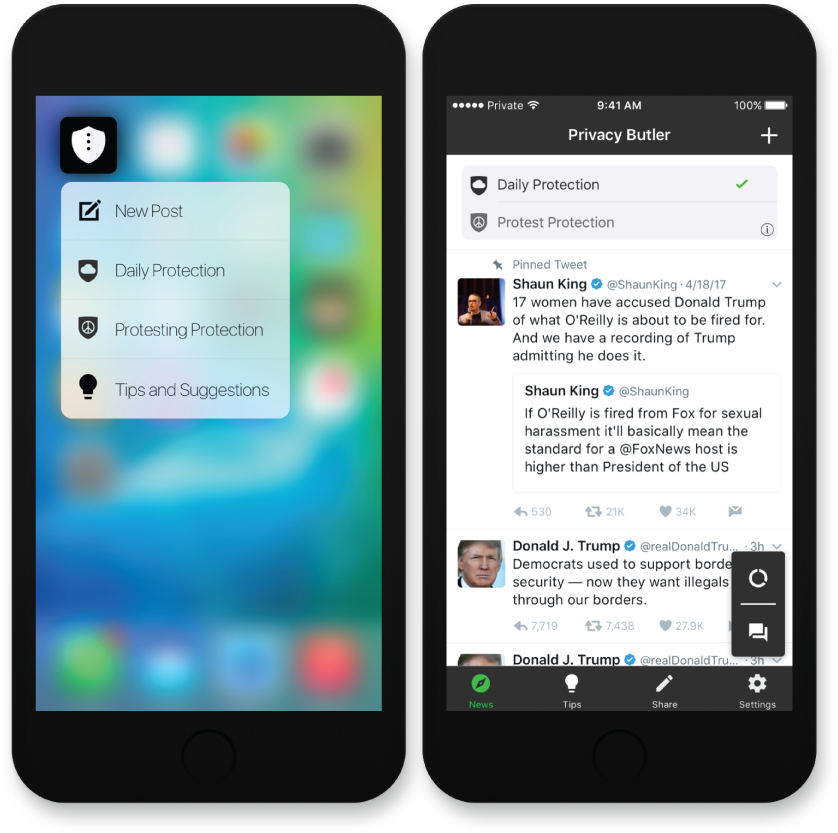 New Post
Daily Protection
Protesting Protection
Tips and Suggestions
Private
9:41 AM
100%
Privacy Butler
Daily Protection
Protest Protection
Pinned Tweet
Shaun King @ShaunKing · 4/18/17
17 women have accused Donald Trump
of what O'Reilly is about to be fired for.
And we have a recording of Trump
admitting he does it.
Shaun King @ShaunKing
If O'Reilly is fired from Fox for sexual
harassment it'll basically mean the
standard for a @FoxNews host is
higher than President of the US
530 21K 34K
Donald J. Trump @realDonaldTru... · 3h
Democrats used to support borde
security — now they want illegals
through our borders.
7,719 7,438 27.9K
Donald J. Trump @realDonaldTru... · 3h
News Tips Share Settings